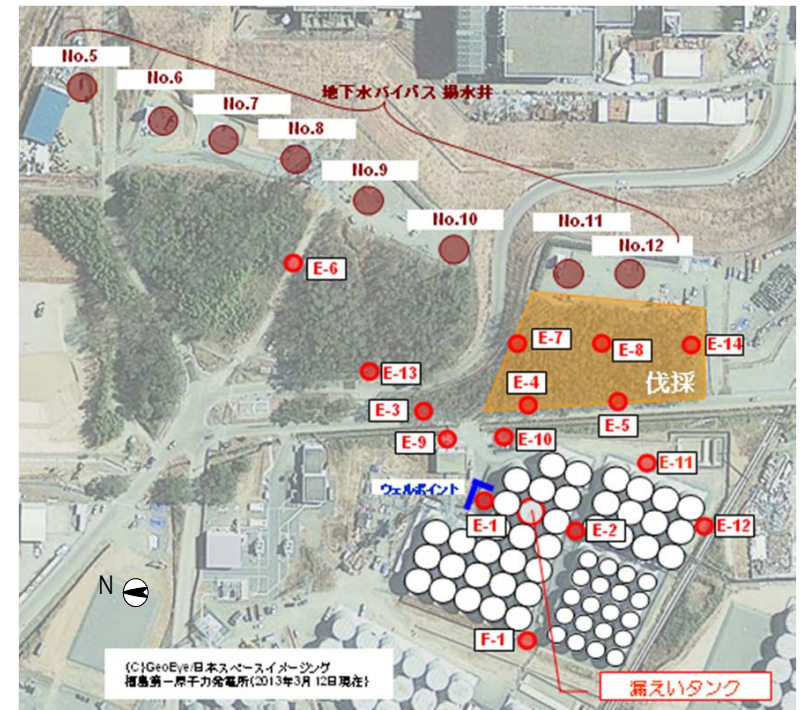 No.5
No.6
No.7
地下水バイパス 揚水井
No.8
No.9
No.10
No.11
No.12
E-6
E-7
E-8
E-14
E-13
伐採
E-4
E-3
E-5
E-9
E-10
E-11
ウェルポイント
E-1
E-2
E-12
N
F-1
(C)GeoEye/日本スペースイメージング
福島第一原子力発電所(2013年3月12日現在)
漏えいタンク